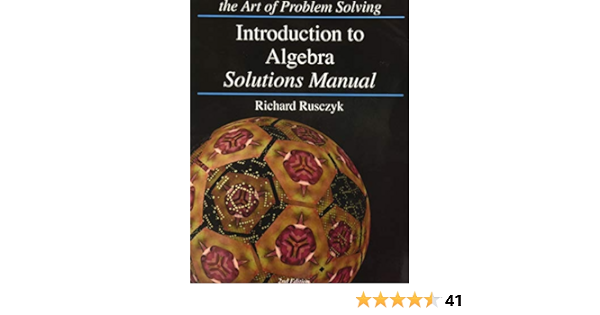 the Art of Problem Solving
Introduction to
Algebra
Solutions Manual
Richard Rusczyk
2nd Edition
41